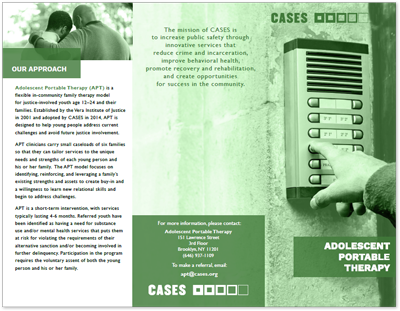 OUR APPROACH
Adolescent Portable Therapy (APT) is a
flexible in-community family therapy model
for justice-involved youth age 12–24 and their
families. Established by the Vera Institute of Justice
in 2001 and adopted by CASES in 2014, APT is
designed to help young people address current
challenges and avoid future justice involvement.
APT clinicians carry small caseloads of six families
so that they can tailor services to the unique
needs and strengths of each young person and
his or her family. The APT model focuses on
identifying, reinforcing, and leveraging a family's
existing strengths and assets to create buy-in and
a willingness to learn new relational skills and
begin to address challenges.
APT is a short-term intervention, with services
typically lasting 4-6 months. Referred youth have
been identified as having a need for substance
use and/or mental health services that puts them
at risk for violating the requirements of their
alternative sanction and/or becoming involved in
further delinquency. Participation in the program
requires the voluntary assent of both the young
person and his or her family.
The mission of CASES is
to increase public safety through
innovative services that
reduce crime and incarceration,
improve behavioral health,
promote recovery and rehabilitation,
and create opportunities
for success in the community.
For more information, please contact:
Adolescent Portable Therapy
151 Lawrence Street
3rd Floor
Brooklyn, NY 11201
(646) 937-1109
To make a referral, email:
apt@cases.org
CASES
CASES
ADOLESCENT
PORTABLE
THERAPY